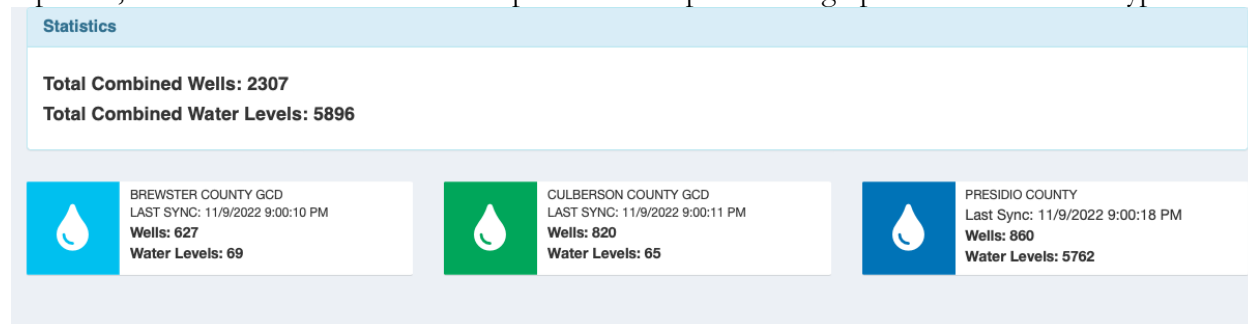 Statistics
Total Combined Wells: 2307
Total Combined Water Levels: 5896
BREWSTER COUNTY GCD
LAST SYNC: 11/9/2022 9:00:10 PM
Wells: 627
Water Levels: 69
CULBERSON COUNTY GCD
LAST SYNC: 11/9/2022 9:00:11 PM
Wells: 820
Water Levels: 65
PRESIDIO COUNTY
Last Sync: 11/9/2022 9:00:18 PM
Wells: 860
Water Levels: 5762